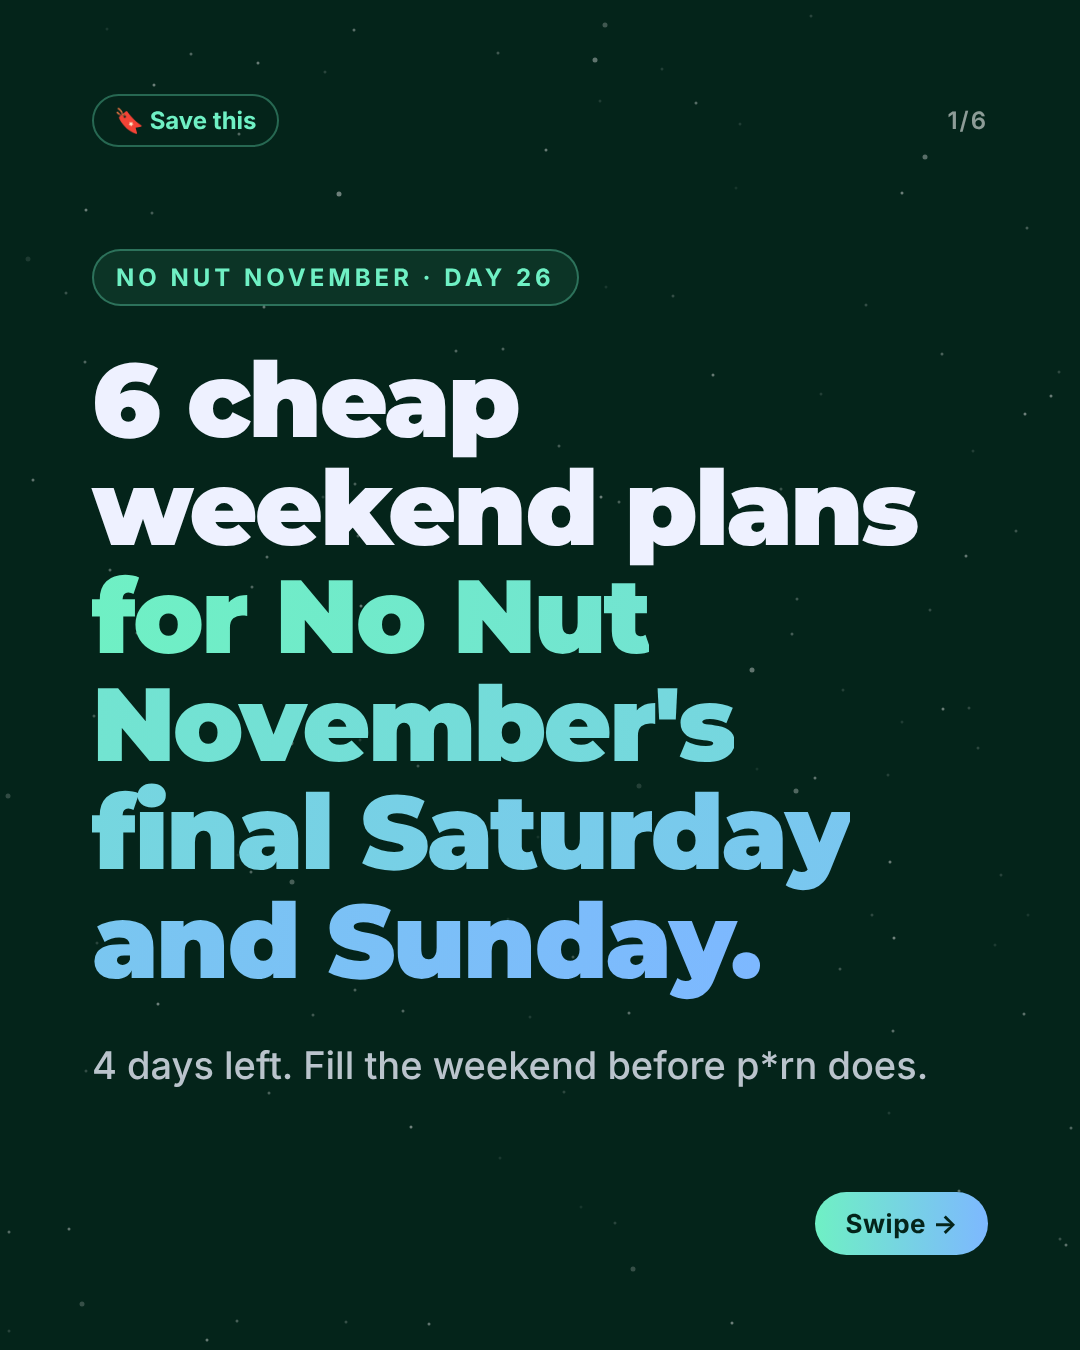 🔖 Save this
1/6
NO NUT NOVEMBER · DAY 26
6 cheap
weekend plans
for No Nut
November's
final Saturday
and Sunday.
4 days left. Fill the weekend before p*rn does.
Swipe →